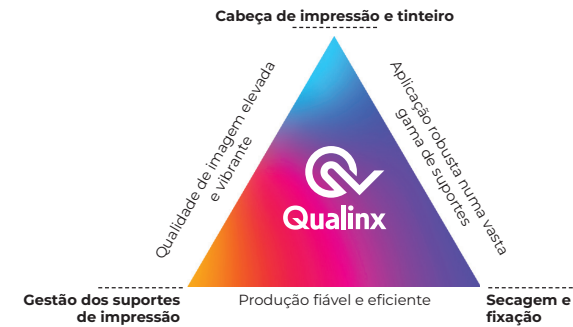 Cabeça de impressão e tinteiro
Qualidade de imagem elevada
e vibrante
Aplicação robusta numa vasta
gama de suportes
Qualinx
Gestão dos suportes
de impressão
Produção fiável e eficiente
Secagem e
fixação